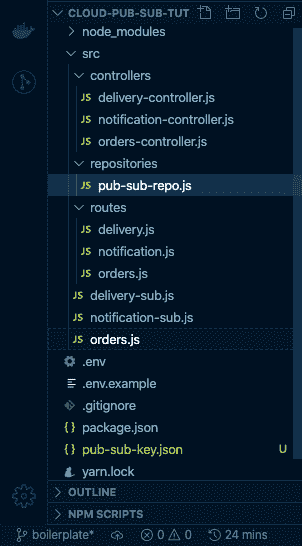 CLOUD-PUB-SUB-TUT
node_modules
src
controllers
JS delivery-controller.js
JS notification-controller.js
JS orders-controller.js
repositories
JS pub-sub-repo.js
routes
JS delivery.js
JS notification.js
JS orders.js
JS delivery-sub.js
JS notification-sub.js
JS orders.js
.env
.env.example
.gitignore
{} package.json
{} pub-sub-key.json U
yarn.lock
OUTLINE
NPM SCRIPTS
boilerplate* 0 0 24 mins